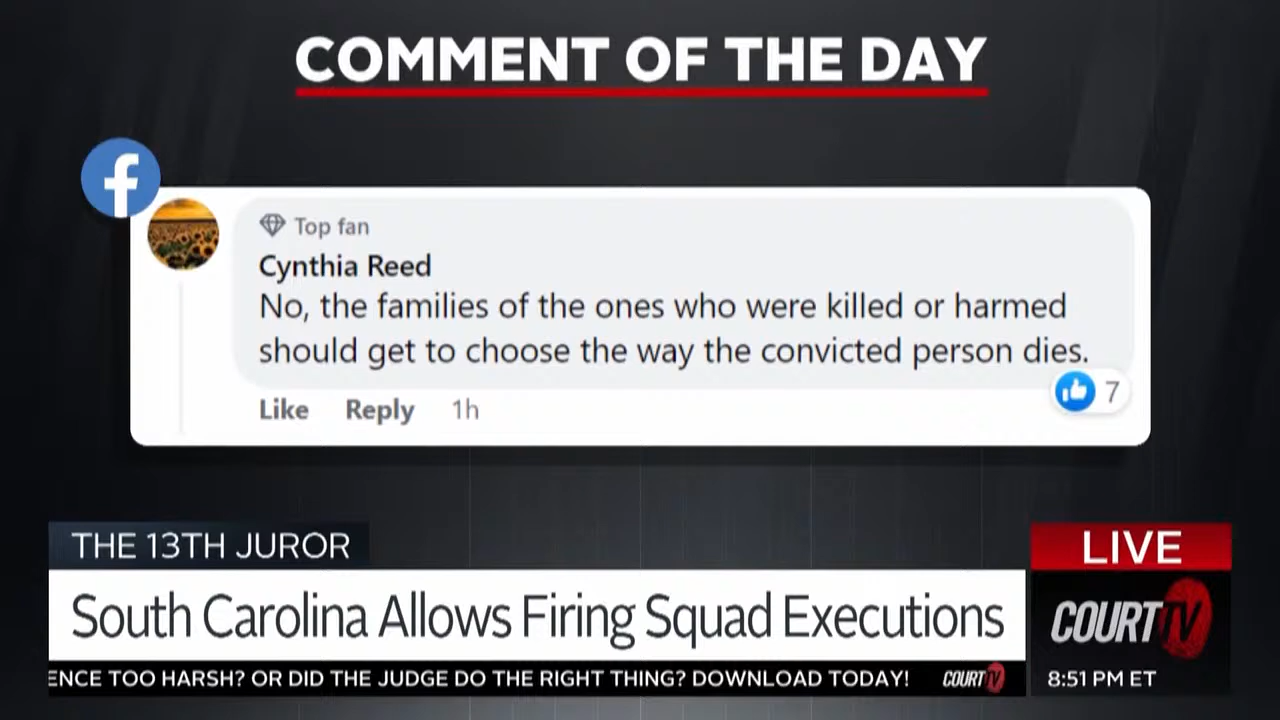 COMMENT OF THE DAY
f
Top fan
Cynthia Reed
No, the families of the ones who were killed or harmed
should get to choose the way the convicted person dies.
7
Like Reply 1h
THE 13TH JUROR
LIVE
South Carolina Allows Firing Squad Executions
COURT TV
ENCE TOO HARSH? OR DID THE JUDGE DO THE RIGHT THING? DOWNLOAD TODAY! COURT TV
8:51 PM ET